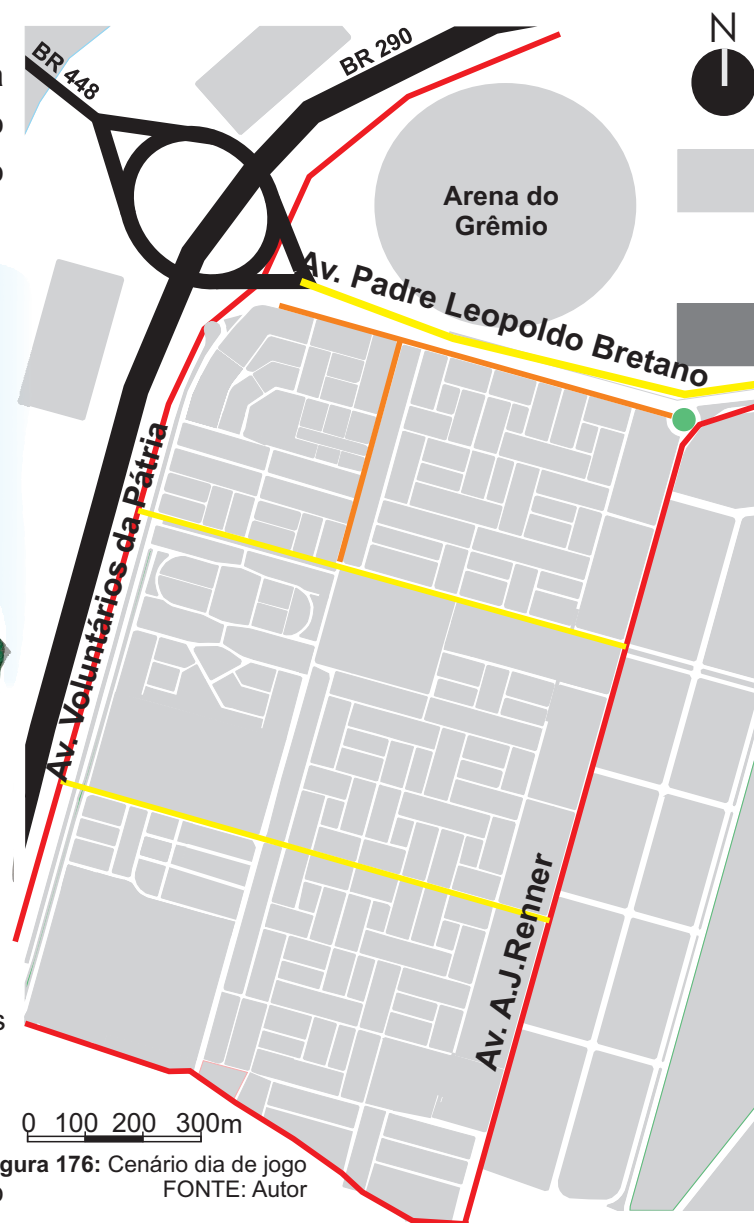 N
BR 448
BR 290
Arena do
Grêmio
Av. Padre Leopoldo Bretano
Av. Voluntários da Pátria
Av. A.J.Renner
0 100 200 300m
gura 176: Cenário dia de jogo
FONTE: Autor